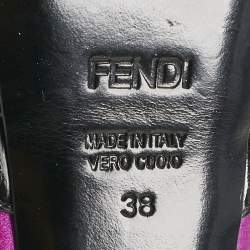 FENDI
MADE IN ITALY
VERO CUOIO
38